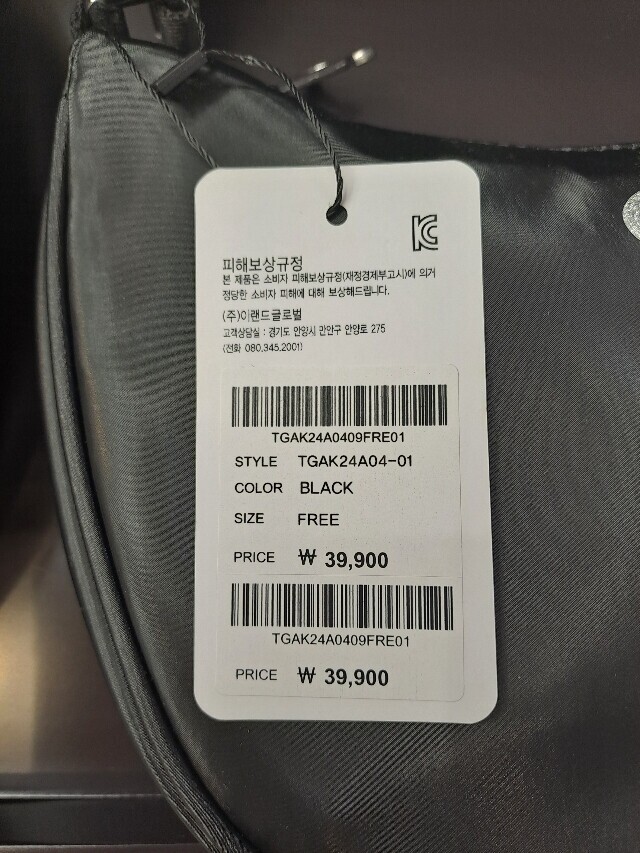 피해보상규정
본 제품은 소비자 피해보상규정(재정경제부고시)에 의거
정당한 소비자 피해에 대해 보상해드립니다.
(주)이랜드글로벌
고객상담실 : 경기도 안양시 만안구 안양로 275
(전화 080.345.2001)
TGAK24A0409FRE01
STYLE TGAK24A04-01
COLOR BLACK
SIZE FREE
PRICE ₩ 39,900
TGAK24A0409FRE01
PRICE ₩ 39,900